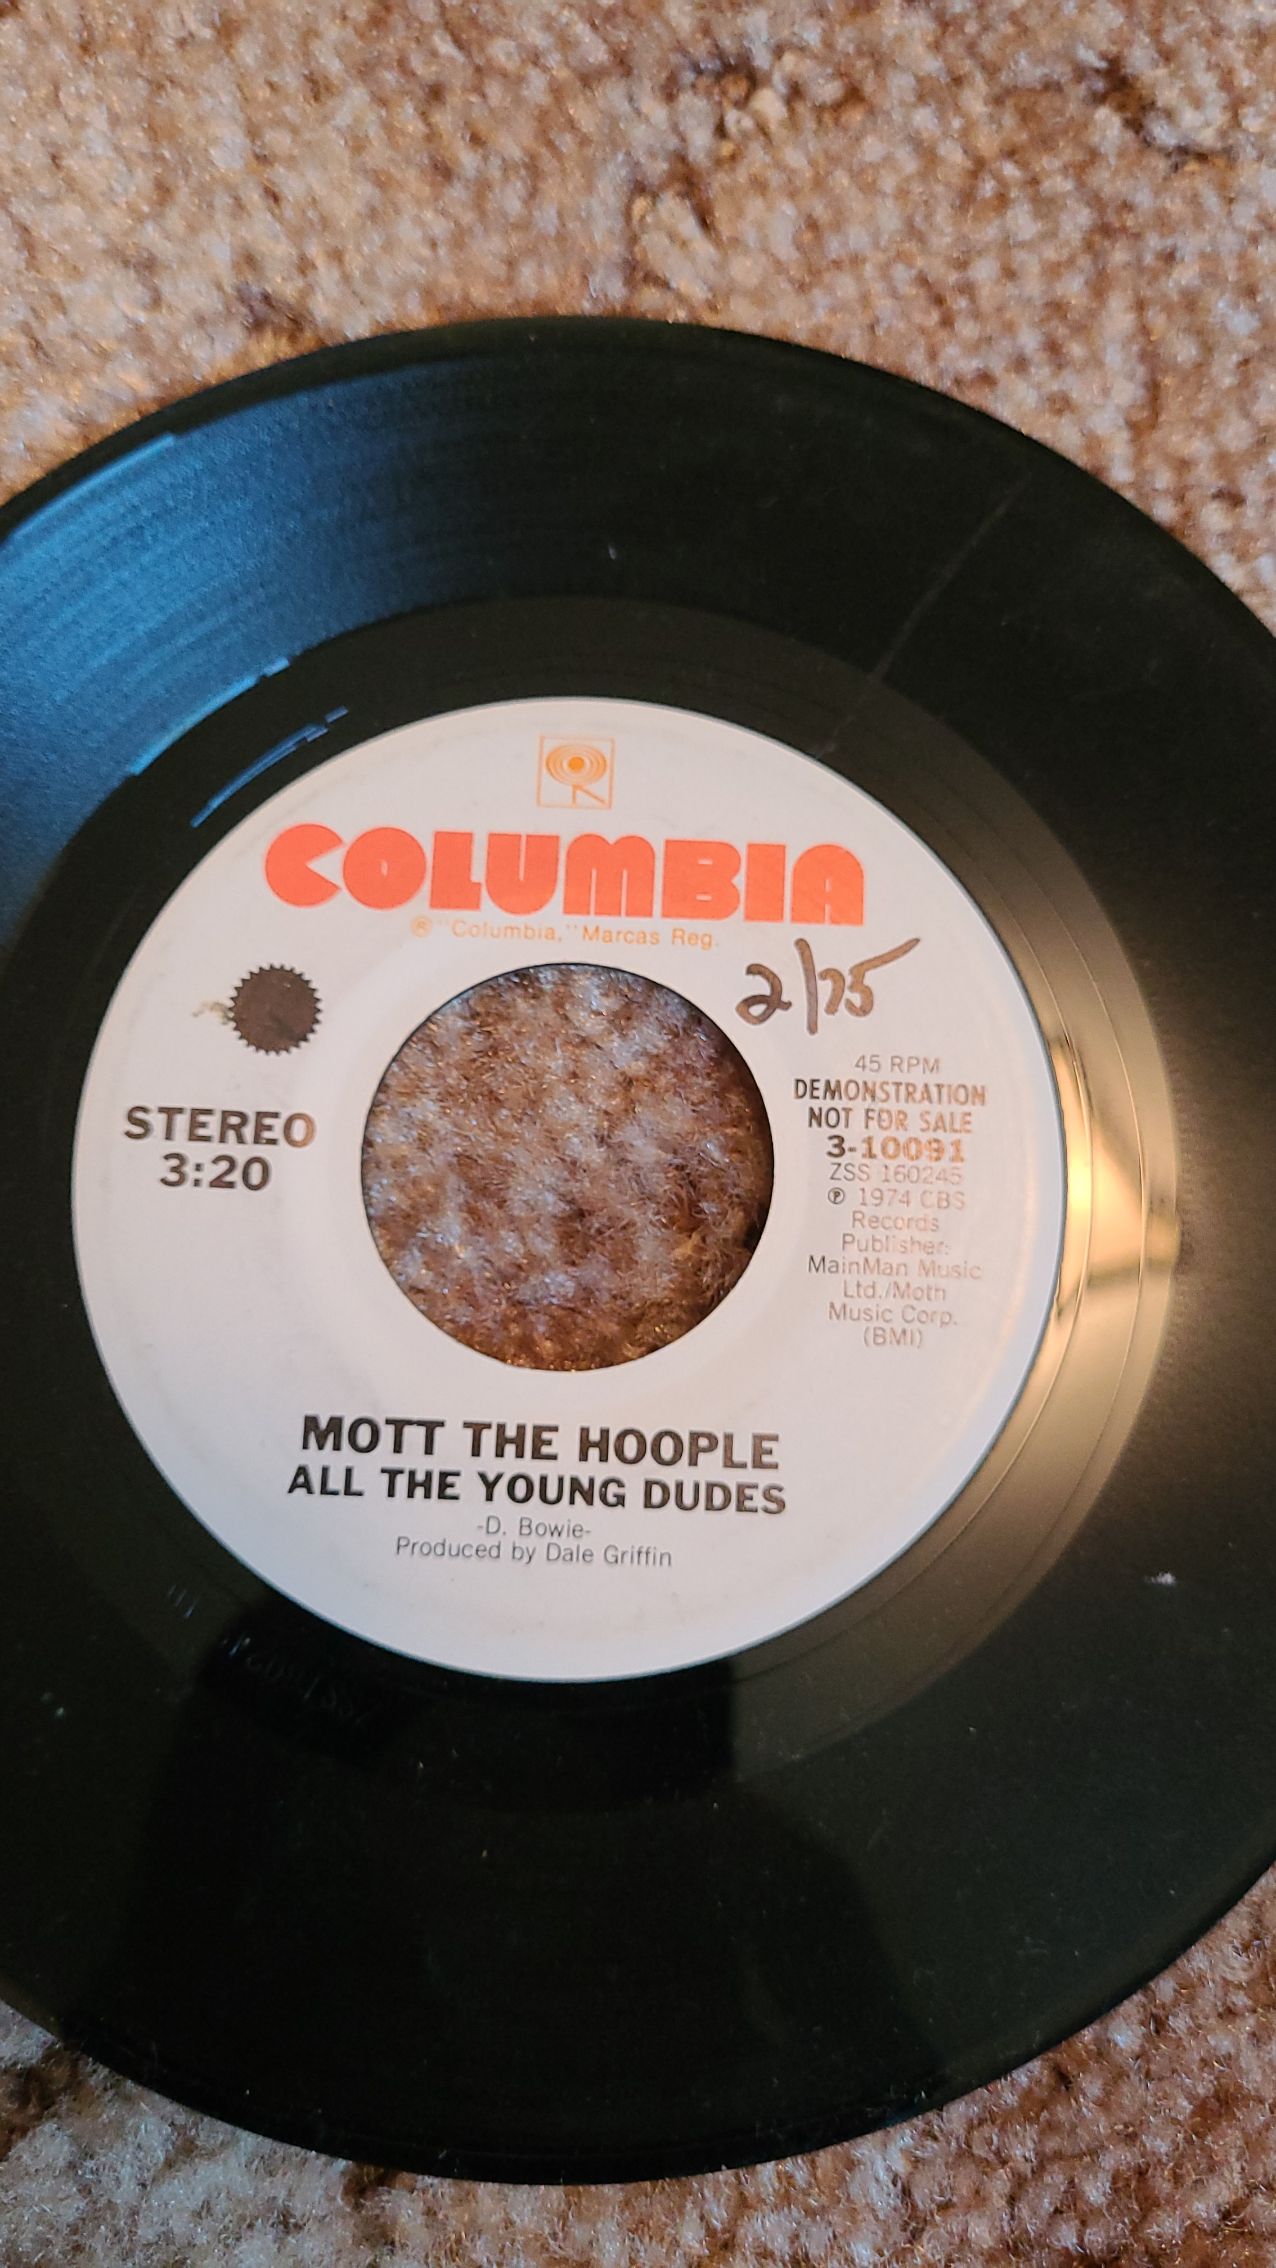 COLUMBIA
® "Columbia," Marcas Reg.
2/75
STEREO
3:20
45 RPM
DEMONSTRATION
NOT FOR SALE
3-10091
ZSS 160245
℗ 1974 CBS
Records
Publisher:
MainMan Music
Ltd./Moth
Music Corp.
(BMI)
MOTT THE HOOPLE
ALL THE YOUNG DUDES
-D. Bowie-
Produced by Dale Griffin